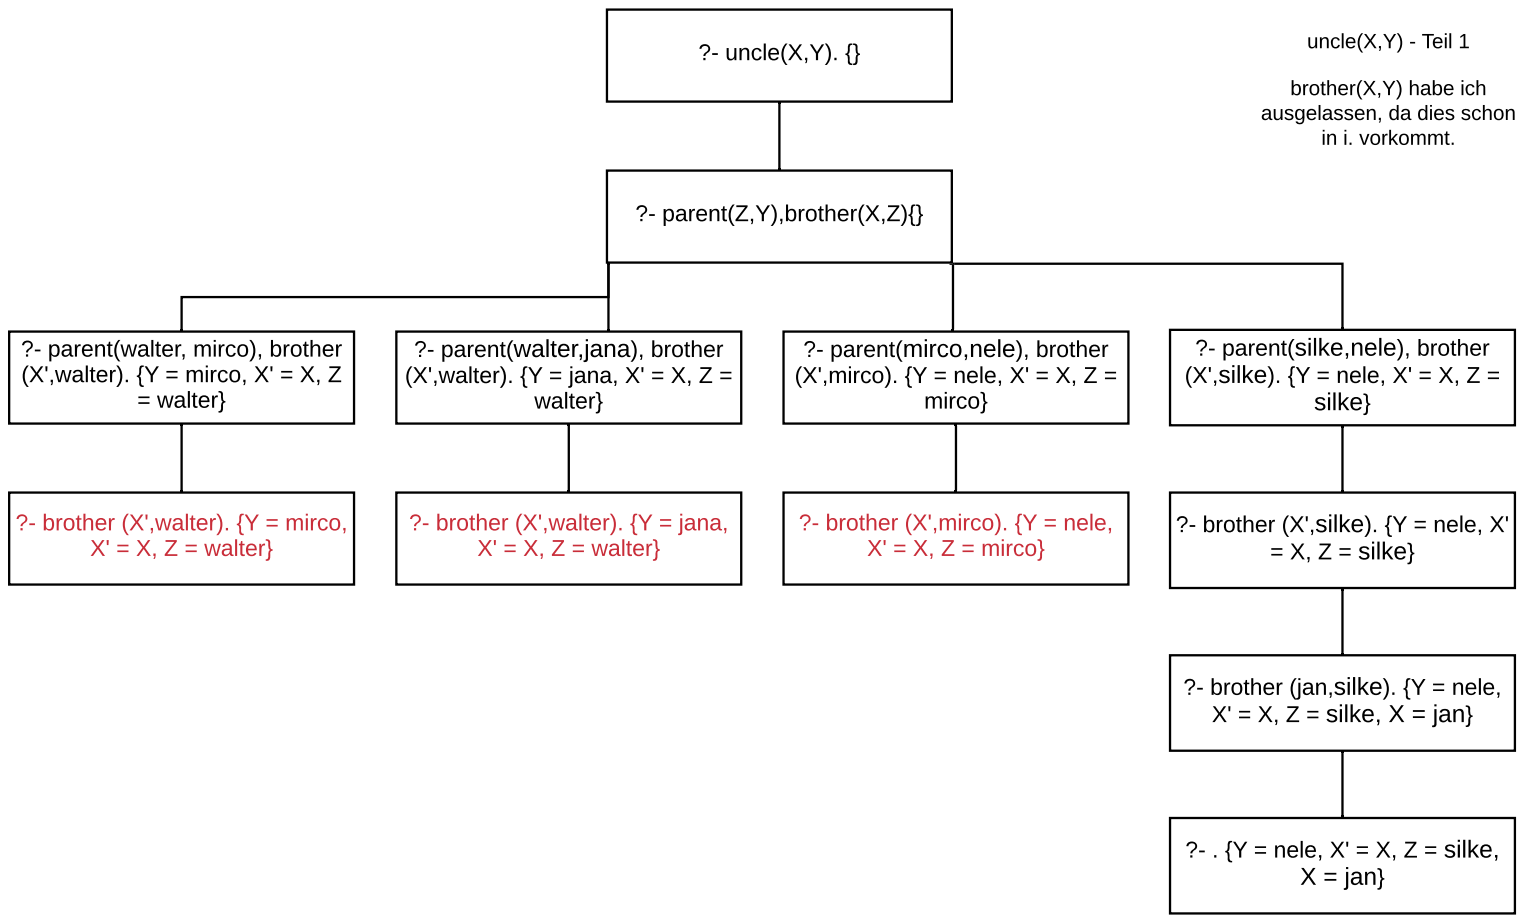 ?- uncle(X,Y). {}
uncle(X,Y) - Teil 1
brother(X,Y) habe ich
ausgelassen, da dies schon
in i. vorkommt.
?- parent(Z,Y),brother(X,Z){}
?- parent(walter, mirco), brother
(X',walter). {Y = mirco, X' = X, Z
= walter}
?- parent(walter,jana), brother
(X',walter). {Y = jana, X' = X, Z =
walter}
?- parent(mirco,nele), brother
(X',mirco). {Y = nele, X' = X, Z =
mirco}
?- parent(silke,nele), brother
(X',silke). {Y = nele, X' = X, Z =
silke}
?- brother (X',walter). {Y = mirco,
X' = X, Z = walter}
?- brother (X',walter). {Y = jana,
X' = X, Z = walter}
?- brother (X',mirco). {Y = nele,
X' = X, Z = mirco}
?- brother (X',silke). {Y = nele, X'
= X, Z = silke}
?- brother (jan,silke). {Y = nele,
X' = X, Z = silke, X = jan}
?- . {Y = nele, X' = X, Z = silke,
X = jan}